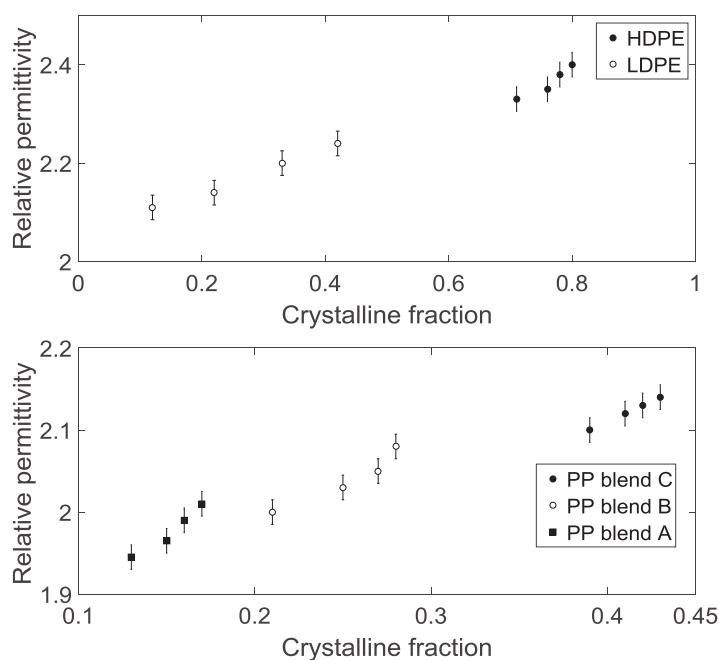 HDPE
LDPE
2.4
2.2
2
Relative permittivity
0 0.2 0.4 0.6 0.8 1
Crystalline fraction
2.2
2.1
2
1.9
Relative permittivity
PP blend C
PP blend B
PP blend A
0.1 0.2 0.3 0.4 0.45
Crystalline fraction